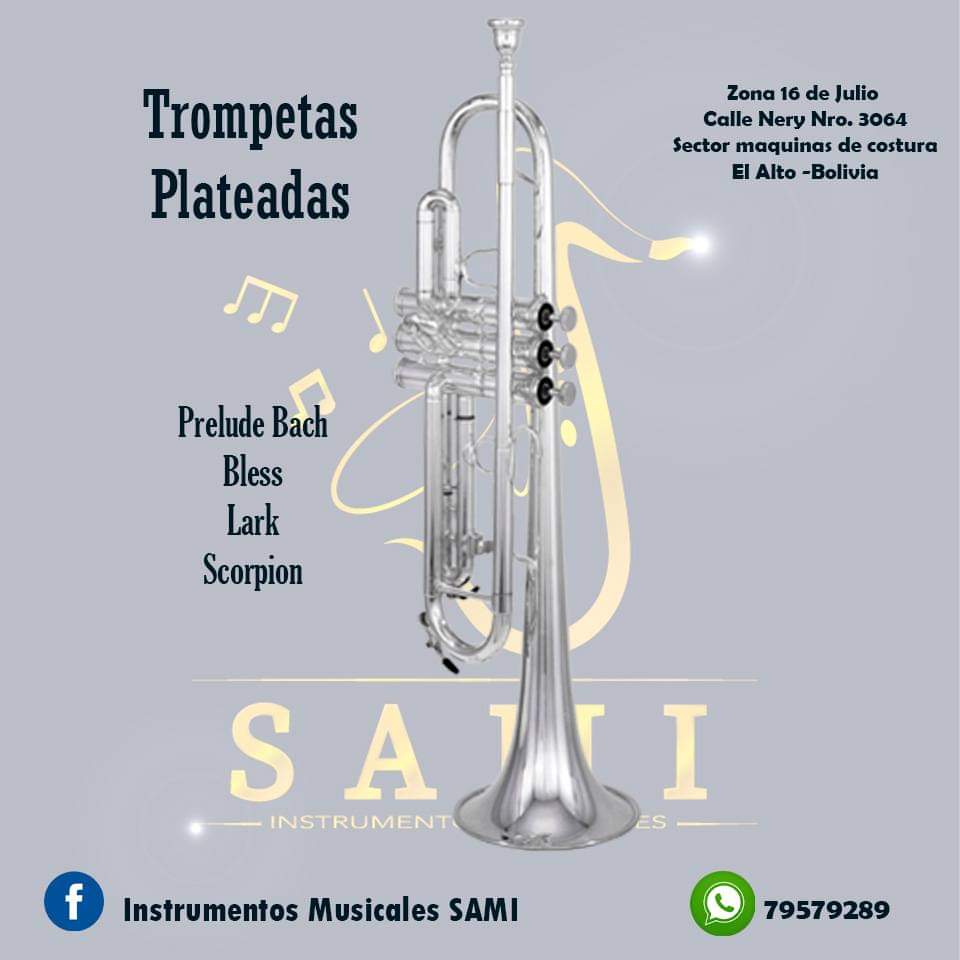 Trompetas
Plateadas
Zona 16 de Julio
Calle Nery Nro. 3064
Sector maquinas de costura
El Alto -Bolivia
Prelude Bach
Bless
Lark
Scorpion
Instrumentos Musicales SAMI
79579289